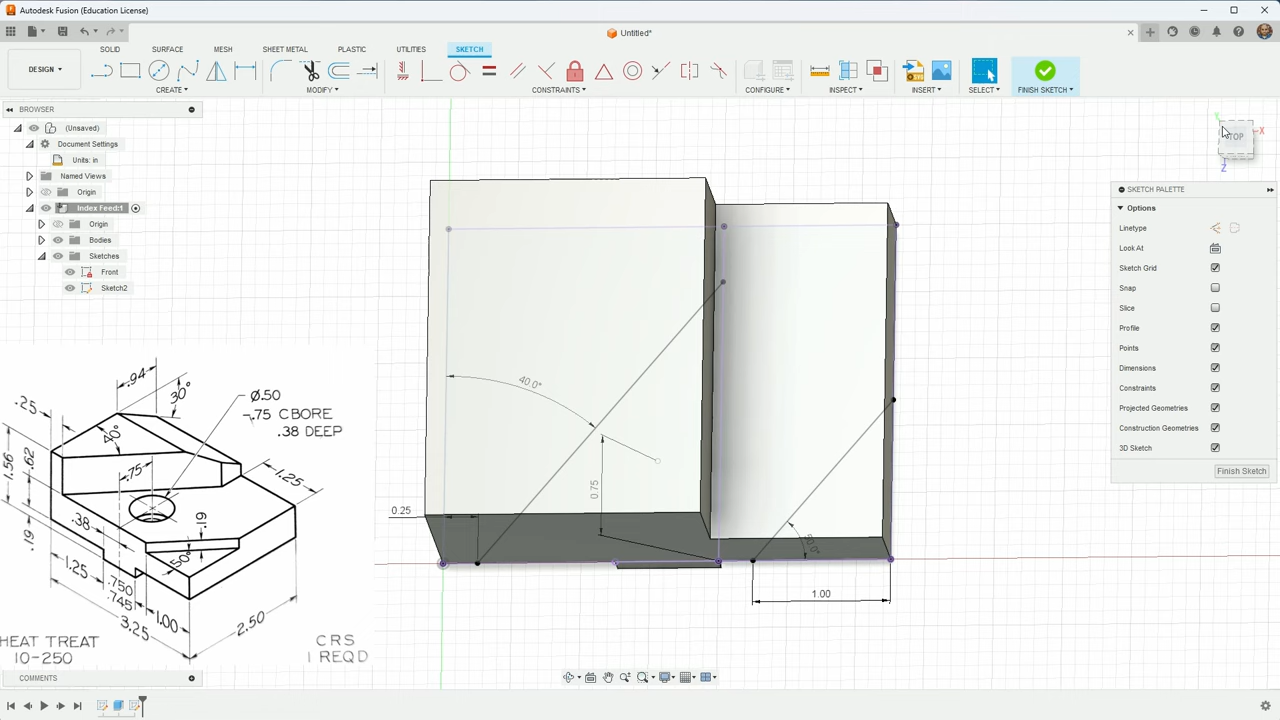 Autodesk Fusion (Education License)
Untitled*
DESIGN
SOLID SURFACE MESH SHEET METAL PLASTIC UTILITIES SKETCH
CREATE MODIFY CONSTRAINTS CONFIGURE INSPECT INSERT SELECT FINISH SKETCH
BROWSER
(Unsaved)
Document Settings
Units: in
Named Views
Origin
Index Feed:1
Origin
Bodies
Sketches
Front
Sketch2
TOP
X
Y
Z
SKETCH PALETTE
Options
Linetype
Look At
Sketch Grid
Snap
Slice
Profile
Points
Dimensions
Constraints
Projected Geometries
Construction Geometries
3D Sketch
Finish Sketch
40.0°
0.75
0.25
50.0°
1.00
.94
30°
Ø.50
.75 CBORE
.38 DEEP
.25
40°
1.56
1.62
.75
1.25
.38
.19
.19
50°
1.25
.750
.745
1.00
3.25
2.50
HEAT TREAT
10-250
CRS
1 REQD
COMMENTS